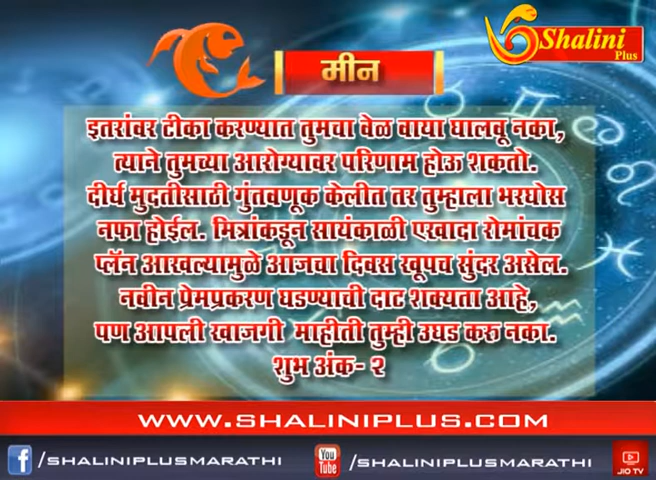 Shalini
Plus
मीन
इतरांवर टीका करण्यात तुमचा वेळ वाया घालवू नका,
त्याने तुमच्या आरोग्यावर परिणाम होऊ शकतो.
दीर्घ मुदतीसाठी गुंतवणूक केलीत तर तुम्हाला भरघोस
नफा होईल. मित्रांकडून सायंकाळी एखादा रोमांचक
प्लॅन आखल्यामुळे आजचा दिवस खूपच सुंदर असेल.
नवीन प्रेमप्रकरण घडण्याची दाट शक्यता आहे,
पण आपली खाजगी माहीती तुम्ही उघड करु नका.
शुभ अंक- २
WWW.SHALINIPLUS.COM
f /SHALINIPLUSMARATHI
You Tube /SHALINIPLUSMARATHI
JIO TV